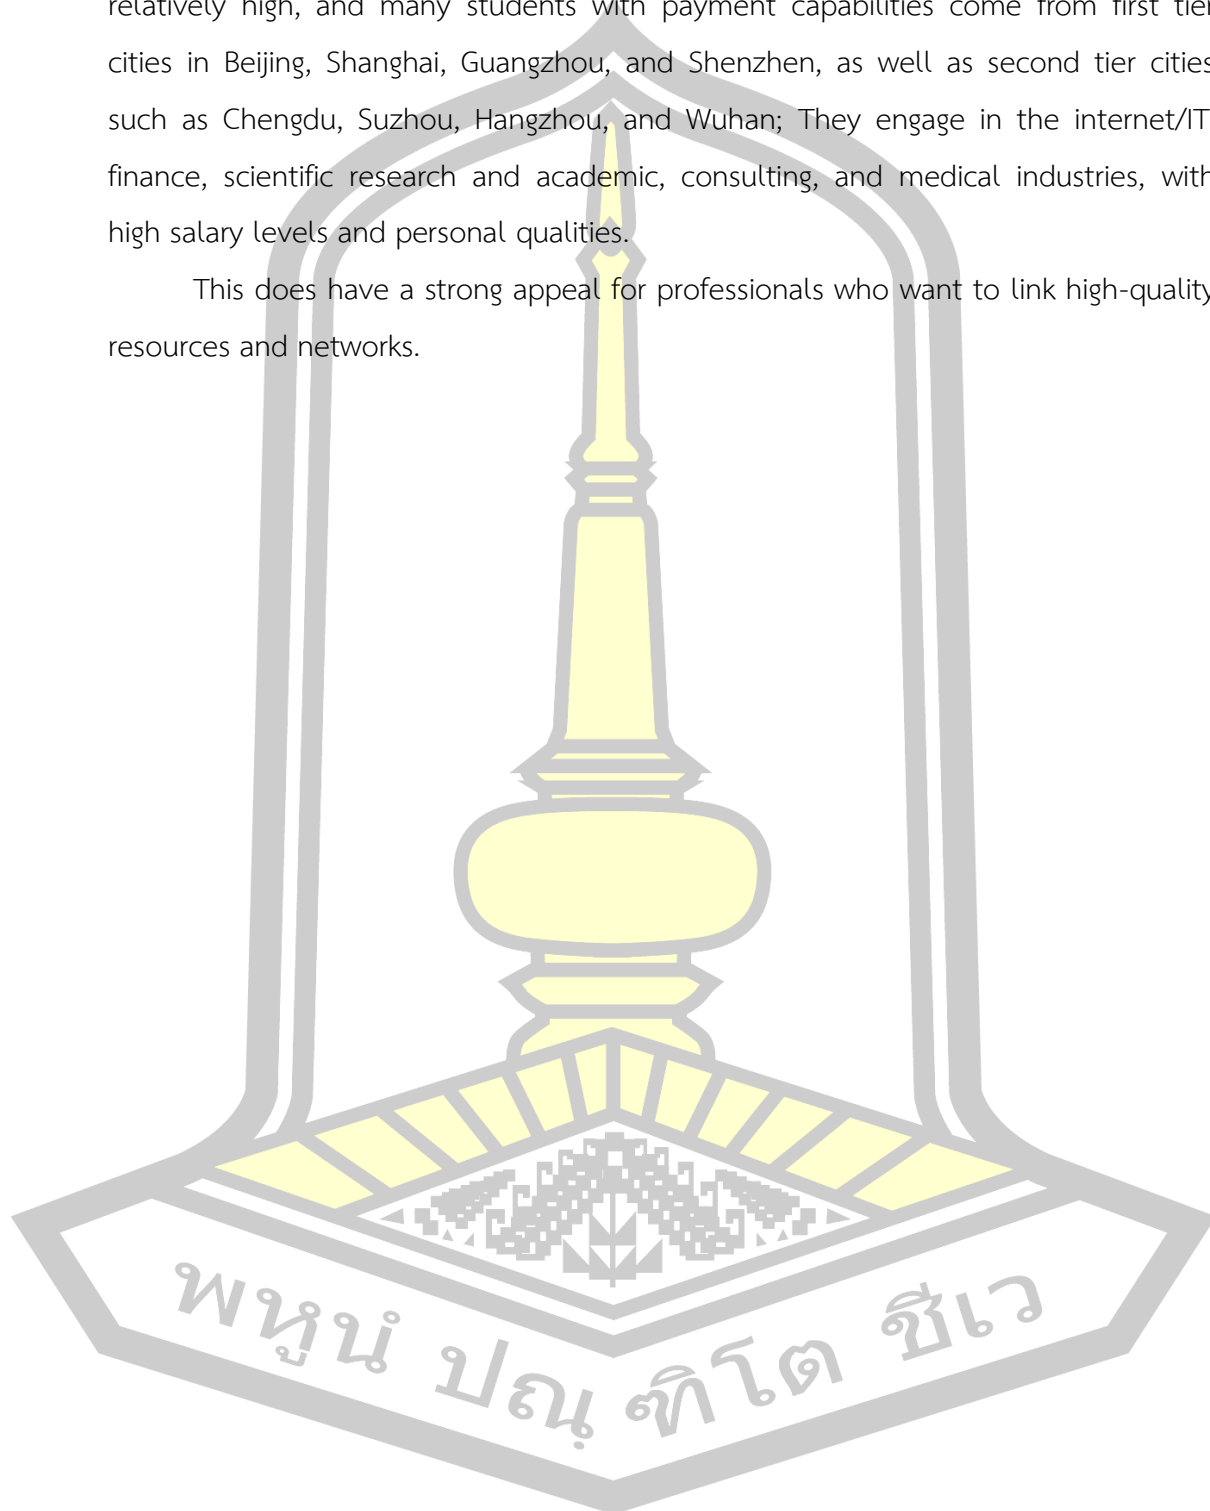 relatively high, and many students with payment capabilities come from first tier
cities in Beijing, Shanghai, Guangzhou, and Shenzhen, as well as second tier cities
such as Chengdu, Suzhou, Hangzhou, and Wuhan; They engage in the internet/IT
finance, scientific research and academic, consulting, and medical industries, with
high salary levels and personal qualities.
This does have a strong appeal for professionals who want to link high-quality
resources and networks.
พหูนํ ปณฺฑิโต ชีเว